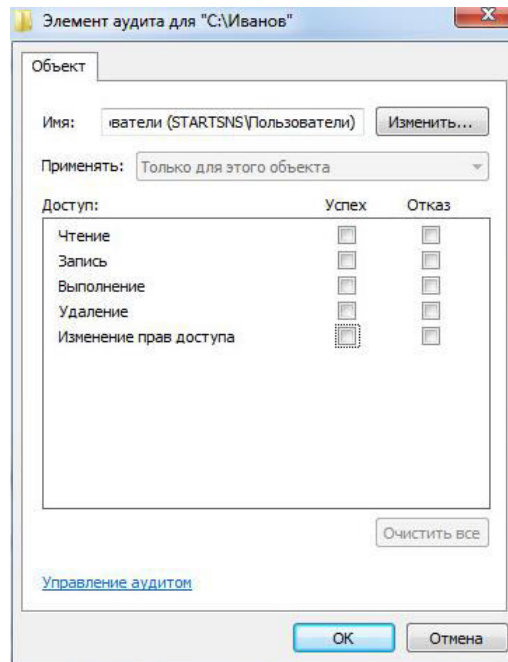 Элемент аудита для "C:\Иванов"
Объект
Имя: ватели (STARTSNS\Пользователи) Изменить...
Применять: Только для этого объекта
Доступ: Успех Отказ
Чтение
Запись
Выполнение
Удаление
Изменение прав доступа
Очистить все
Управление аудитом
ОК Отмена